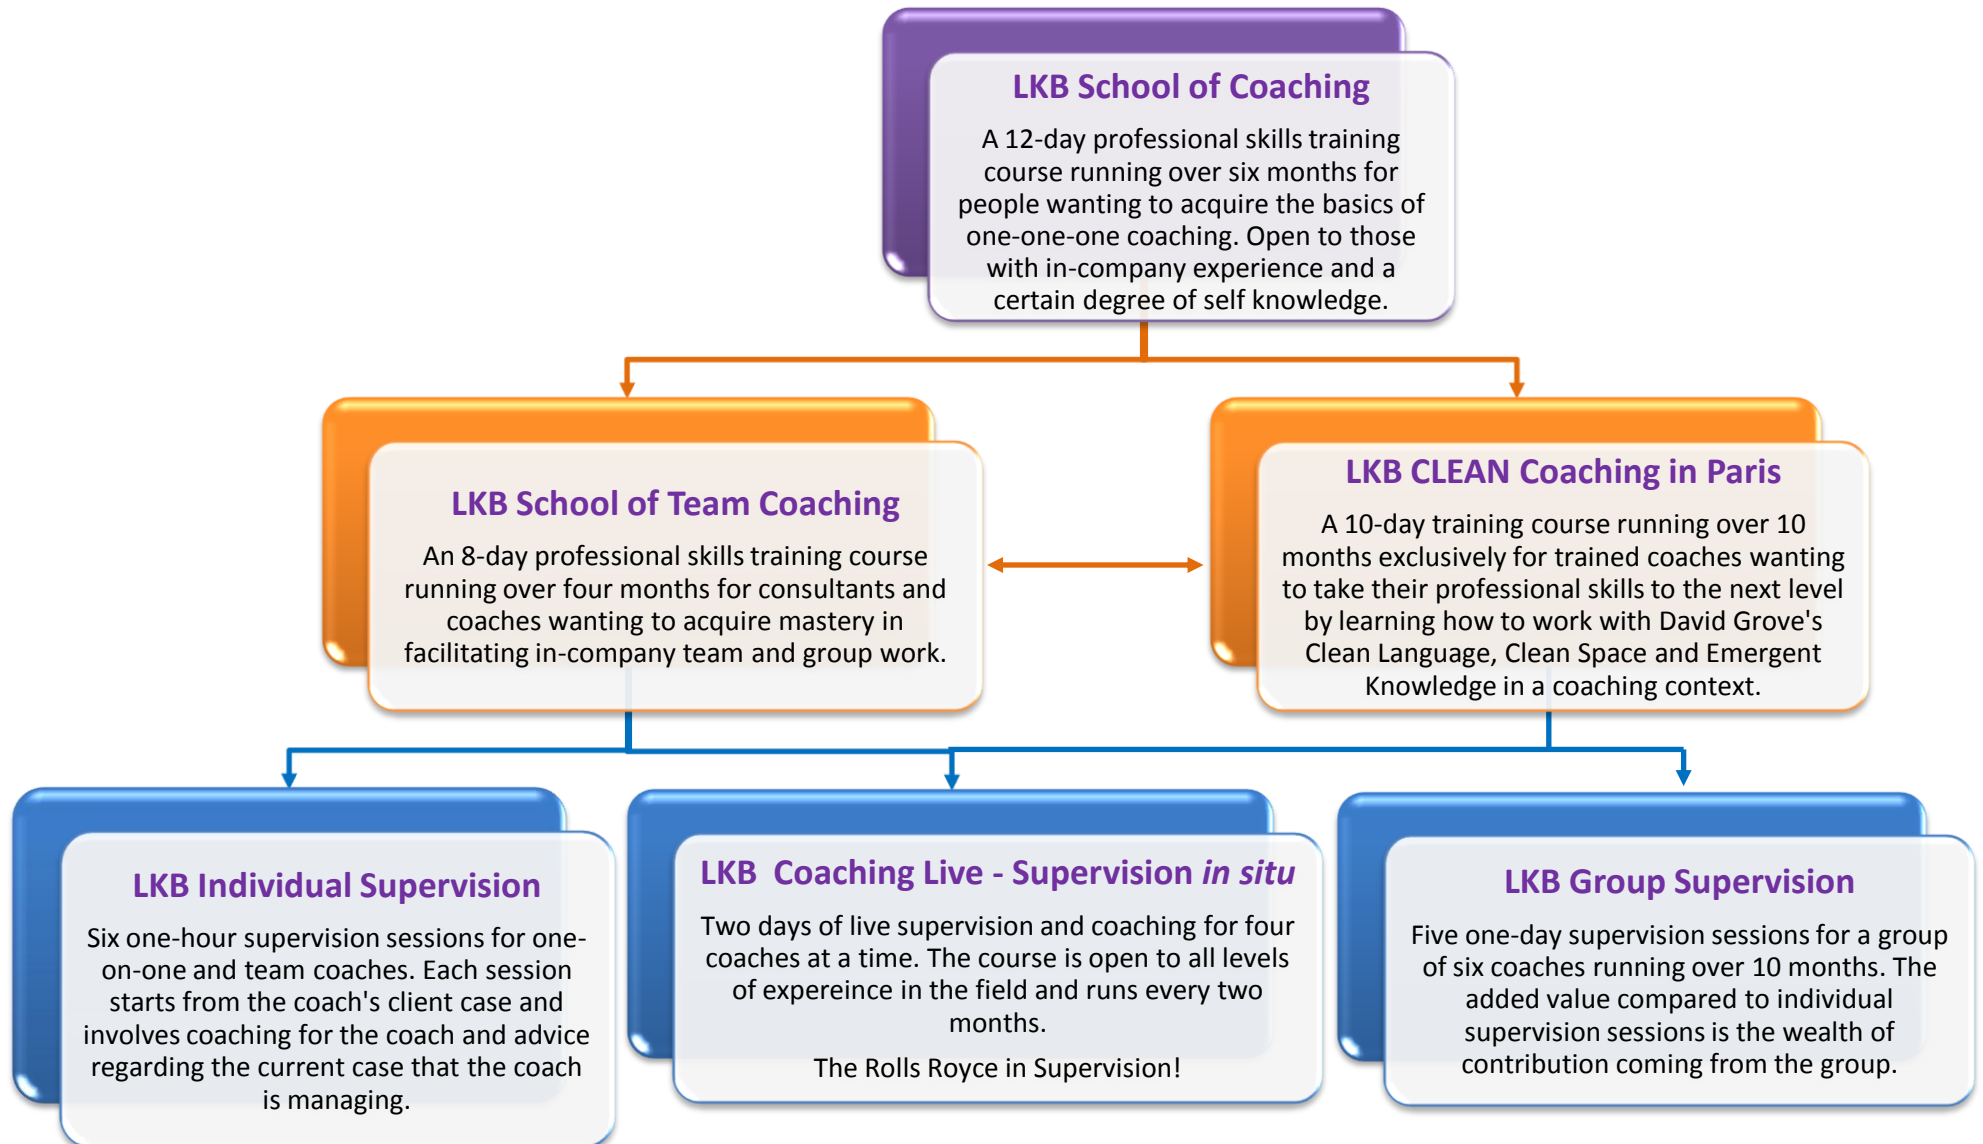 LKB School of Coaching
A 12-day professional skills training
course running over six months for
people wanting to acquire the basics of
one-one-one coaching. Open to those
with in-company experience and a
certain degree of self knowledge.
LKB School of Team Coaching
An 8-day professional skills training course
running over four months for consultants and
coaches wanting to acquire mastery in
facilitating in-company team and group work.
LKB CLEAN Coaching in Paris
A 10-day training course running over 10
months exclusively for trained coaches wanting
to take their professional skills to the next level
by learning how to work with David Grove's
Clean Language, Clean Space and Emergent
Knowledge in a coaching context.
LKB Individual Supervision
Six one-hour supervision sessions for one-
on-one and team coaches. Each session
starts from the coach's client case and
involves coaching for the coach and advice
regarding the current case that the coach
is managing.
LKB  Coaching Live - Supervision in situ
Two days of live supervision and coaching for four
coaches at a time. The course is open to all levels
of expereince in the field and runs every two
months.
The Rolls Royce in Supervision!
LKB Group Supervision
Five one-day supervision sessions for a group
of six coaches running over 10 months. The
added value compared to individual
supervision sessions is the wealth of
contribution coming from the group.